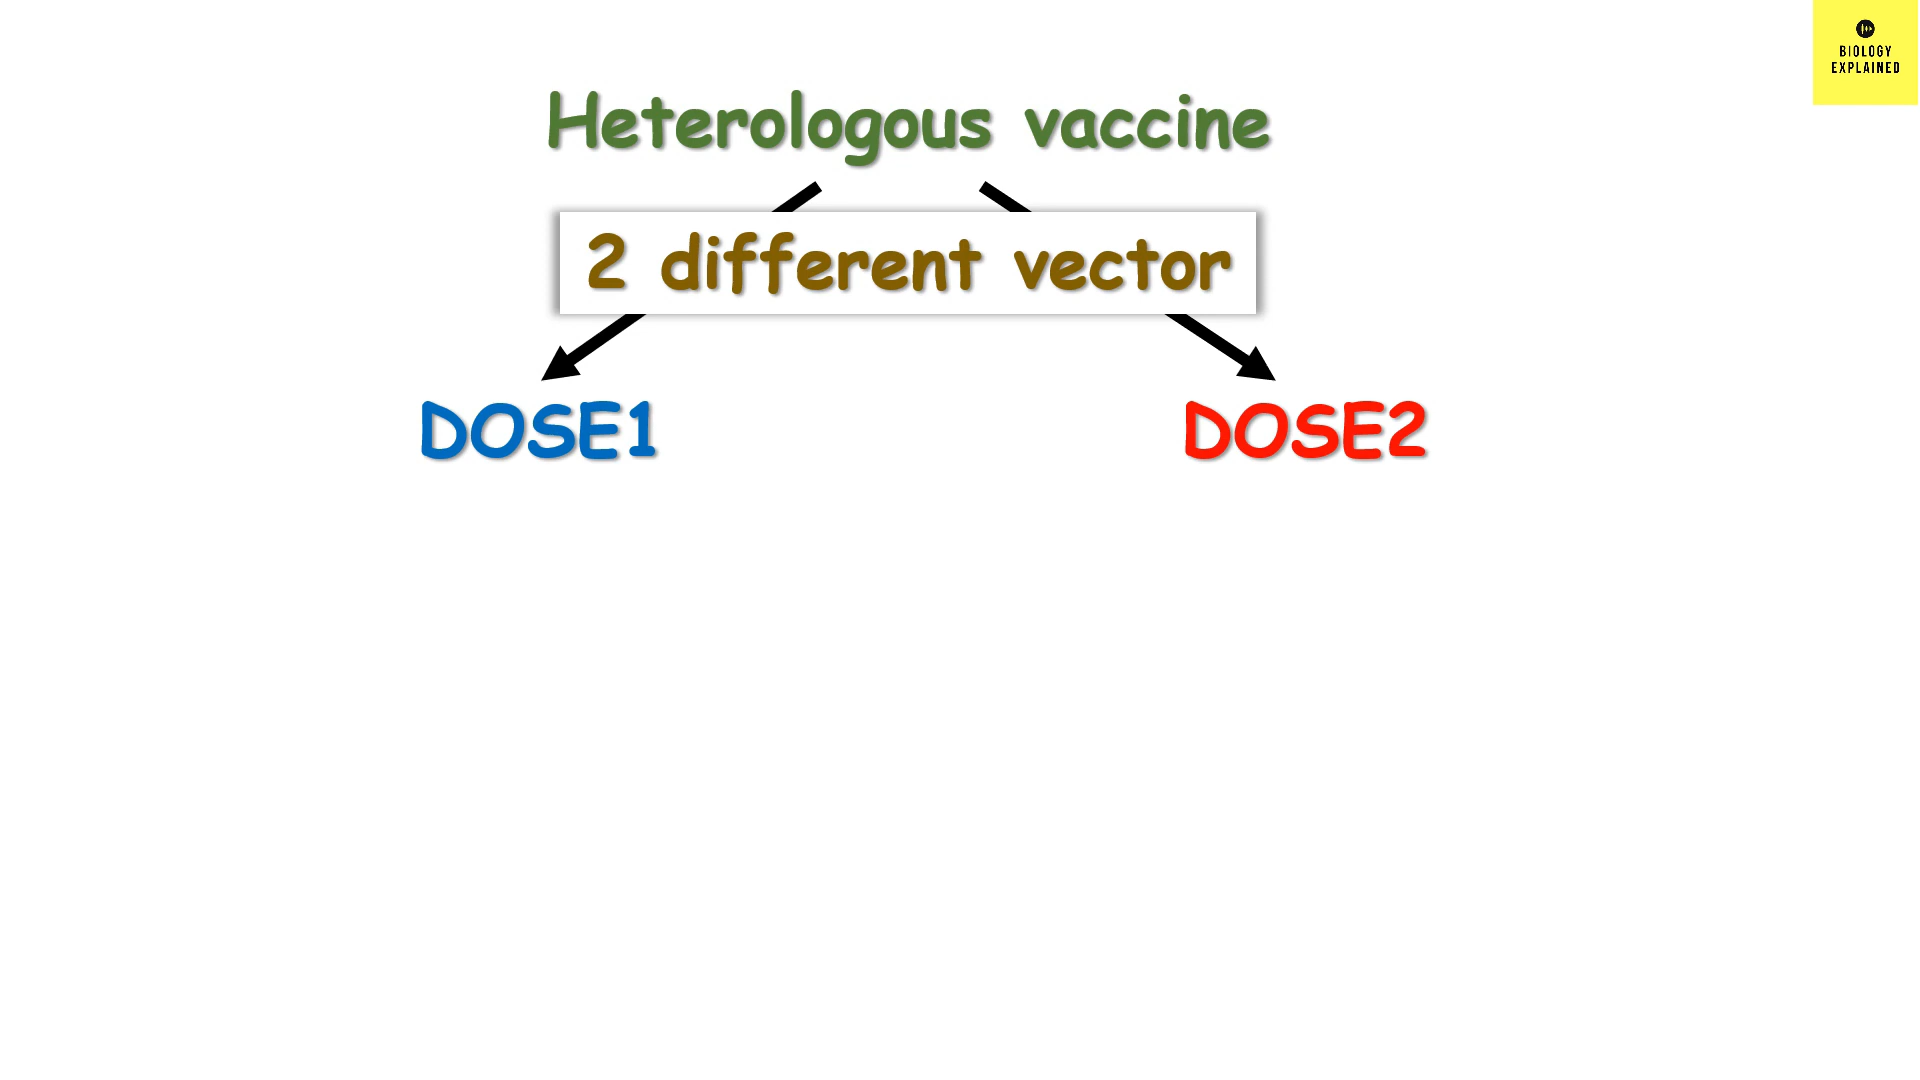 BIOLOGY
EXPLAINED
Heterologous vaccine
2 different vector
DOSE1
DOSE2